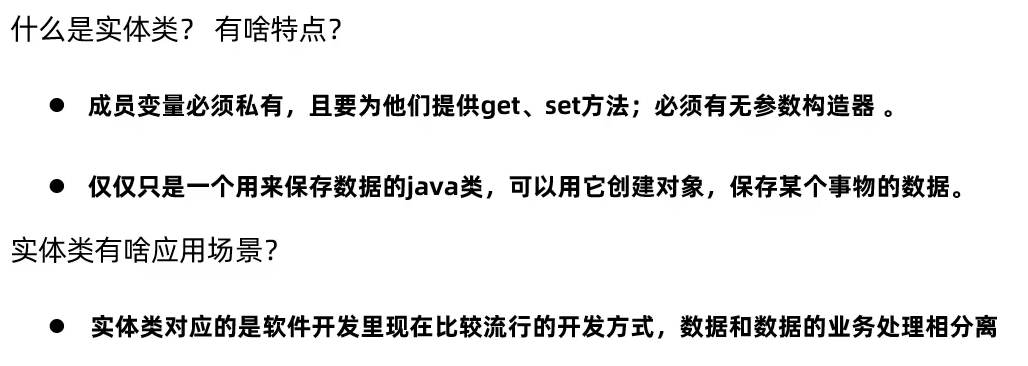 什么是实体类？ 有啥特点？
● 成员变量必须私有，且要为他们提供get、set方法；必须有无参数构造器 。
● 仅仅只是一个用来保存数据的java类，可以用它创建对象，保存某个事物的数据。
实体类有啥应用场景？
● 实体类对应的是软件开发里现在比较流行的开发方式，数据和数据的业务处理相分离